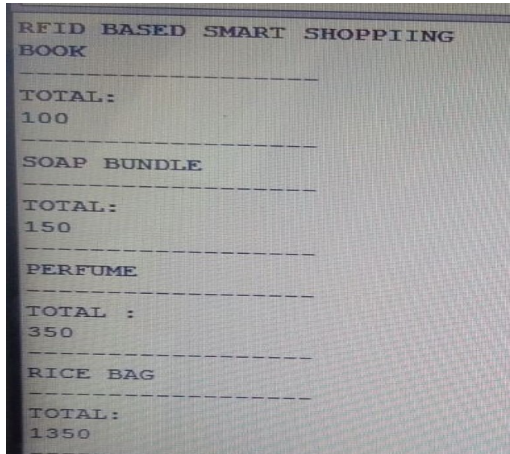 RFID BASED SMART SHOPPIING
BOOK
------------------
TOTAL:
100
------------------
SOAP BUNDLE
------------------
TOTAL:
150
------------------
PERFUME
------------------
TOTAL :
350
------------------
RICE BAG
------------------
TOTAL:
1350
----